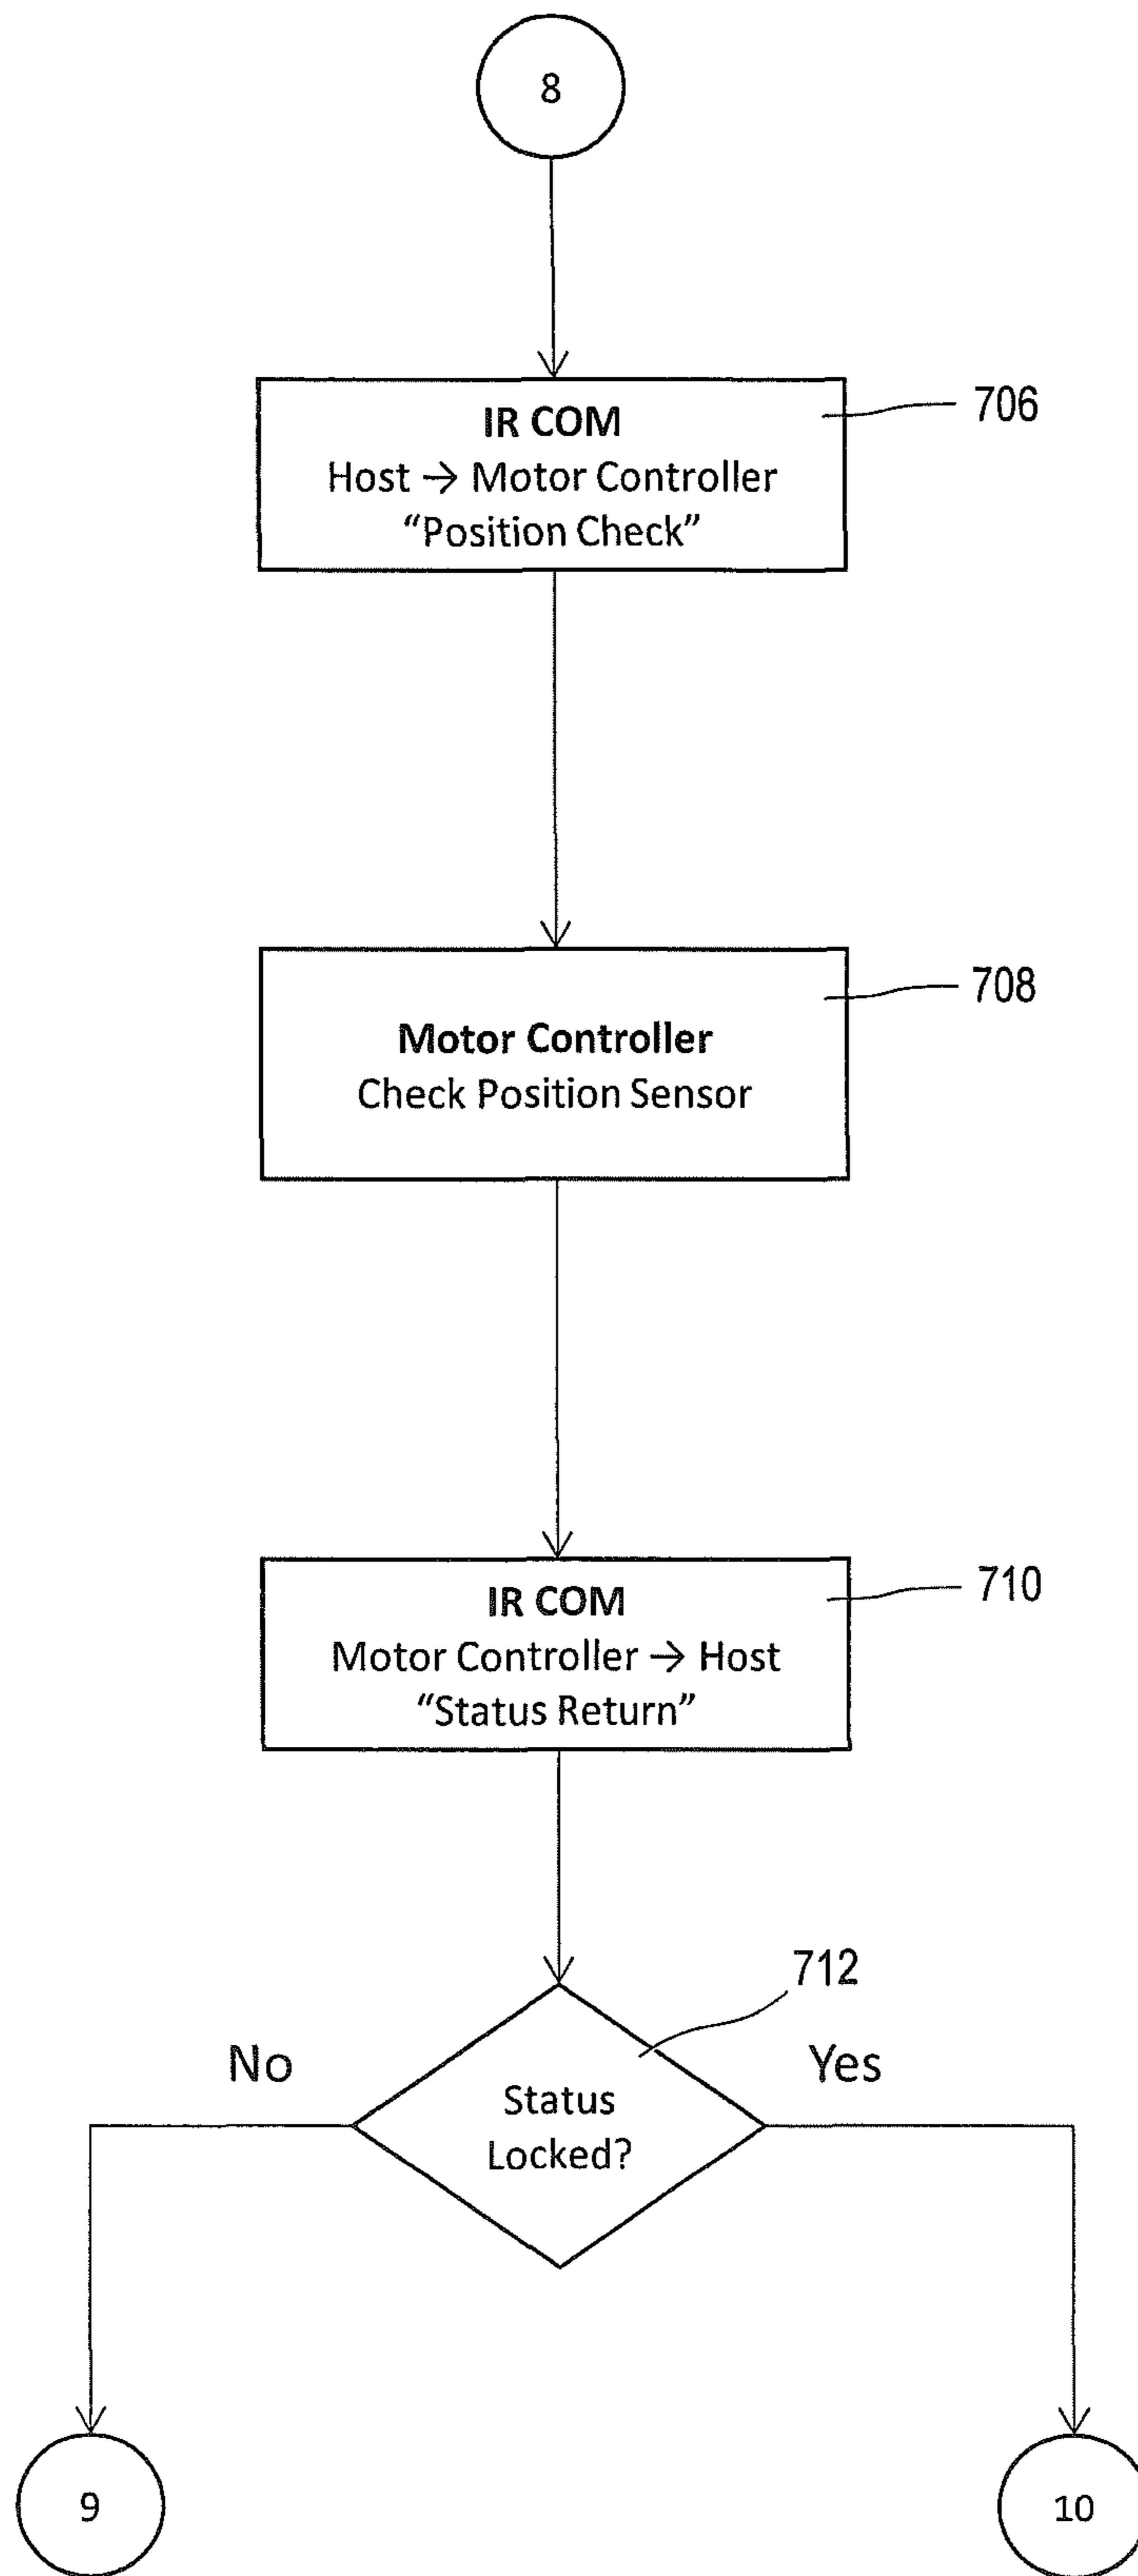 8
IR COM
706
Host → Motor Controller
“Position Check”
708
Motor Controller
Check Position Sensor
IR COM
710
Motor Controller → Host
“Status Return”
712
No
Yes
Status
Locked?
9
10